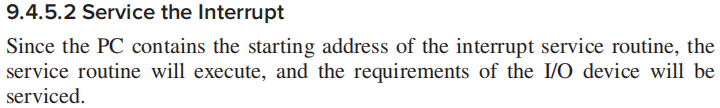 9.4.5.2 Service the Interrupt
Since the PC contains the starting address of the interrupt service routine, the
service routine will execute, and the requirements of the I/O device will be
serviced.